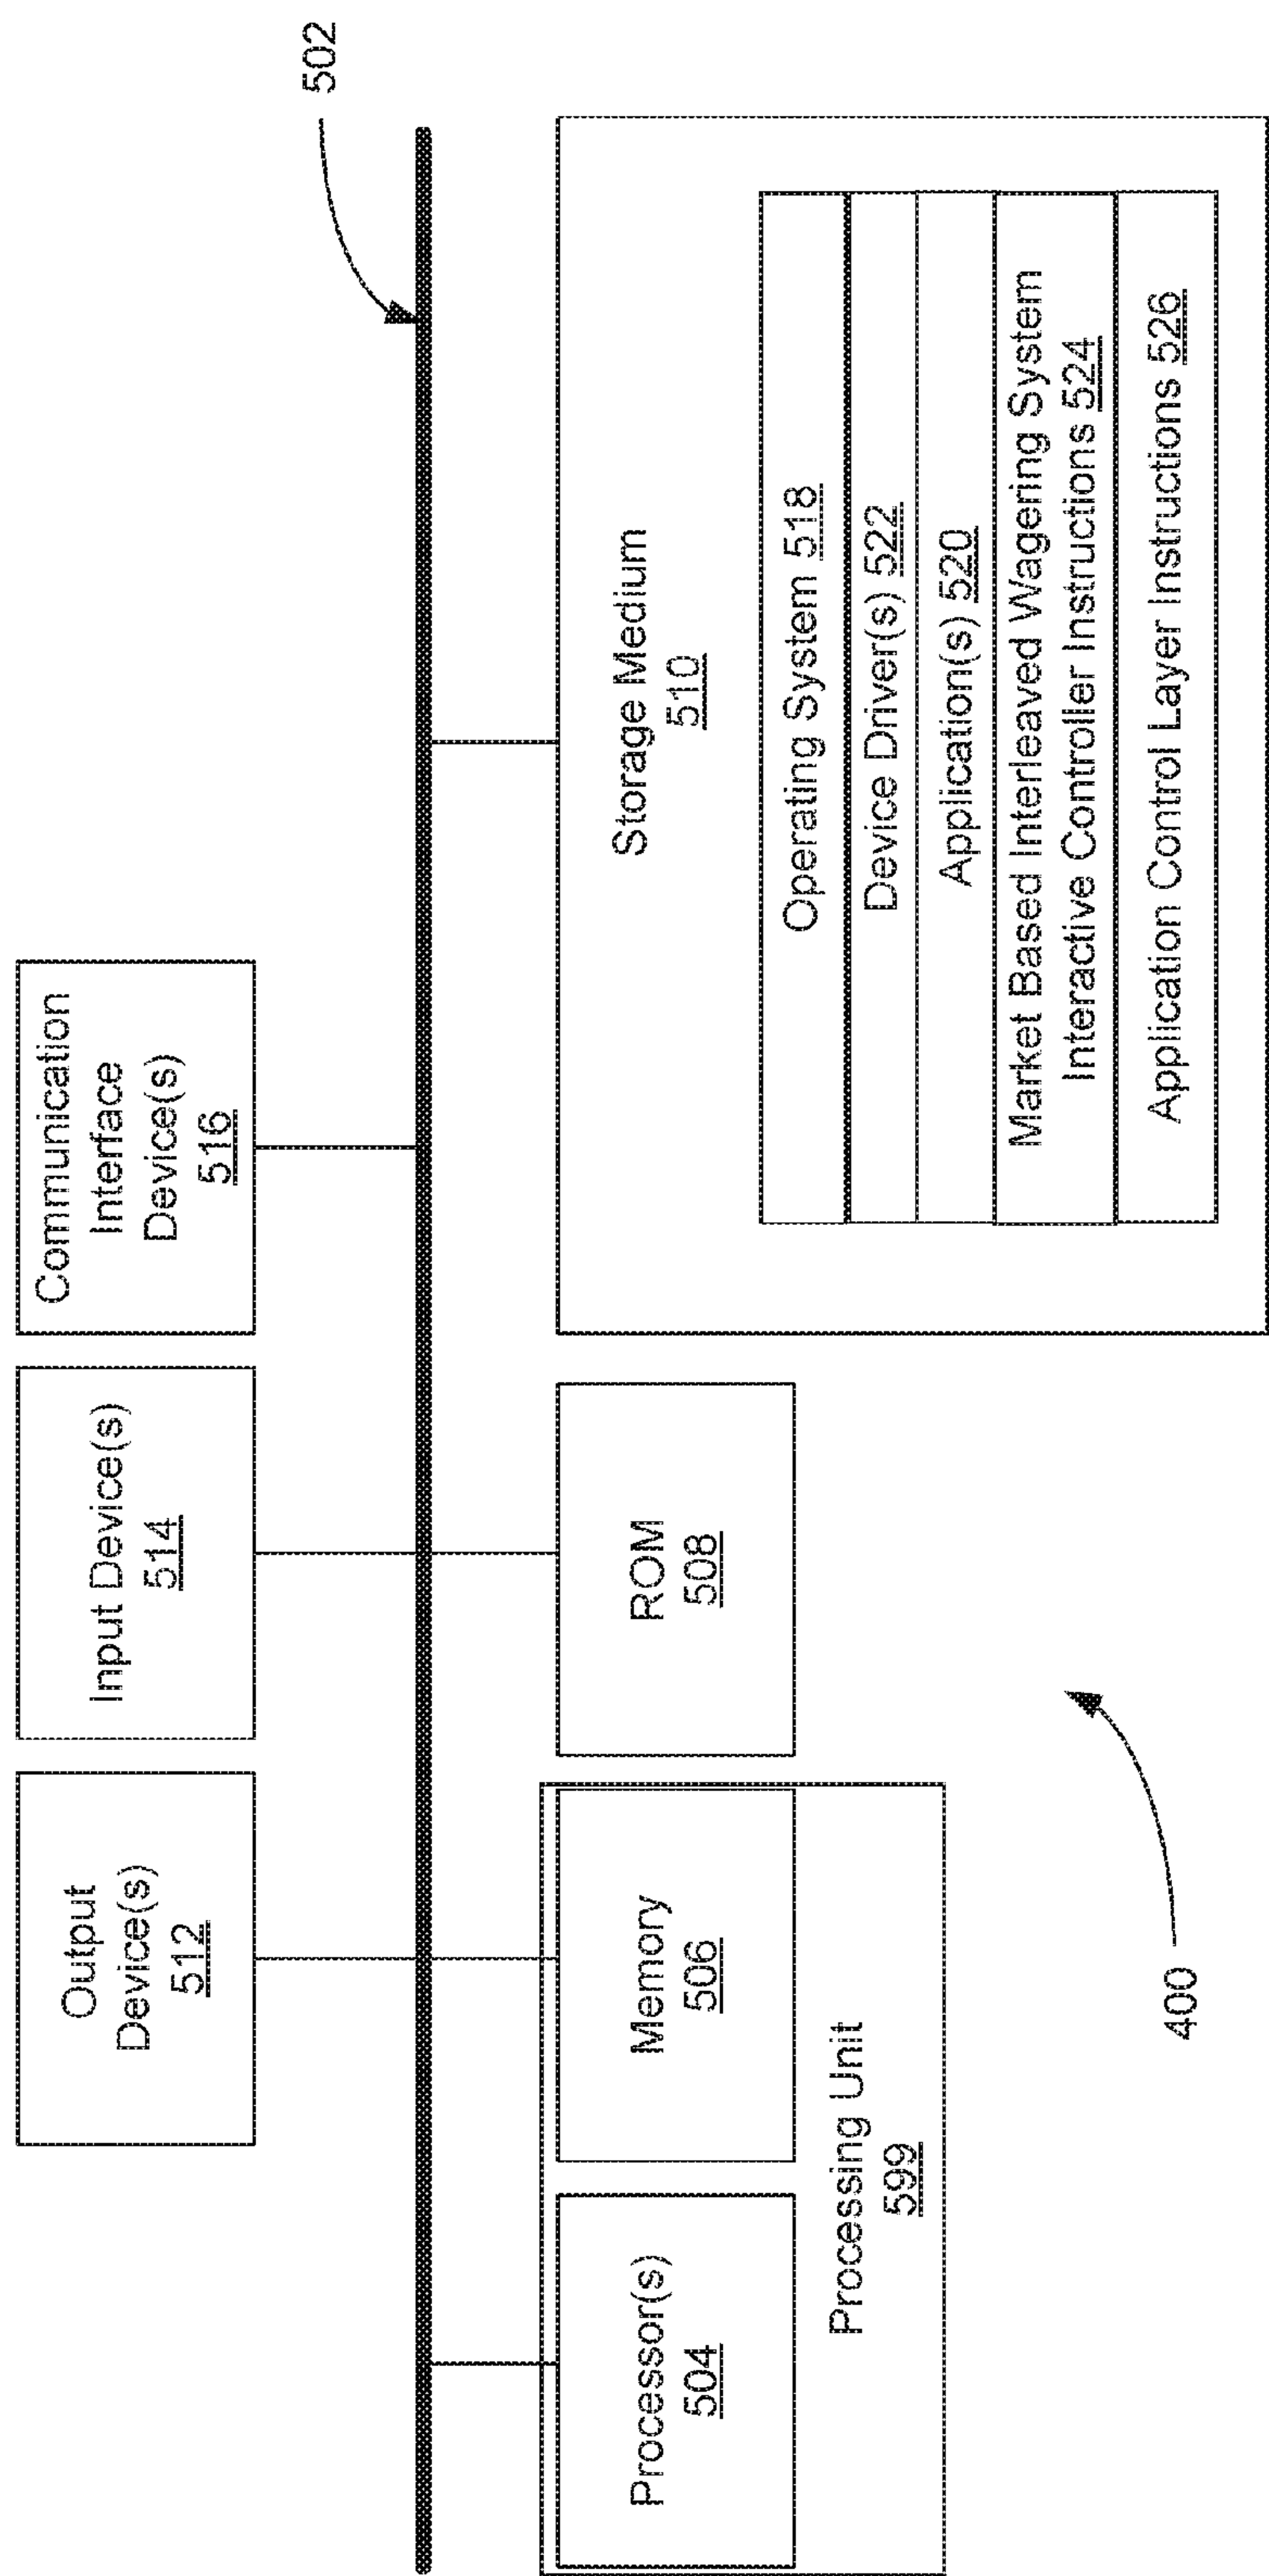 502
Output
Device(s)
512
Input Device(s)
514
Communication
Interface
Device(s)
516
Processor(s)
504
Memory
506
Processing Unit
599
ROM
508
Storage Medium
510
Operating System 518
Device Driver(s) 522
Application(s) 520
Market Based Interleaved Wagering System
Interactive Controller Instructions 524
Application Control Layer Instructions 526
400